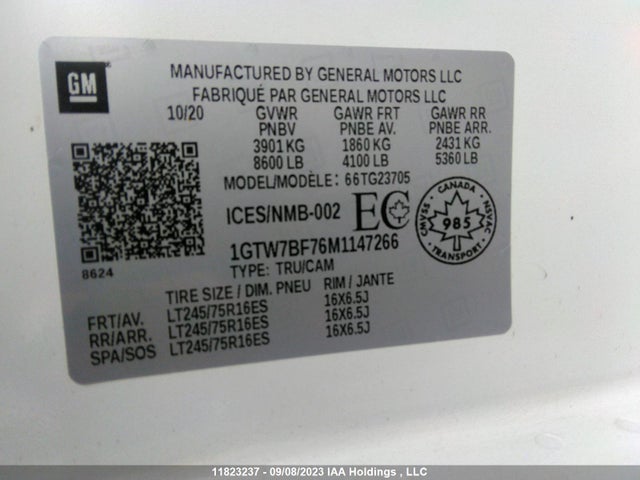 GM
MANUFACTURED BY GENERAL MOTORS LLC
FABRIQUÉ PAR GENERAL MOTORS LLC
10/20 GVWR GAWR FRT GAWR RR
PNBV PNBE AV. PNBE ARR.
3901 KG 1860 KG 2431 KG
8600 LB 4100 LB 5360 LB
MODEL/MODÈLE: 66TG23705
ICES/NMB-002 EC
CANADA
CMVSS 985 NSVAC
1GTW7BF76M1147266
8624
TYPE: TRU/CAM
TIRE SIZE / DIM. PNEU RIM / JANTE
FRT/AV. LT245/75R16ES 16X6.5J
RR/ARR. LT245/75R16ES 16X6.5J
SPA/SOS LT245/75R16ES 16X6.5J
11823237 - 09/08/2023 IAA Holdings , LLC